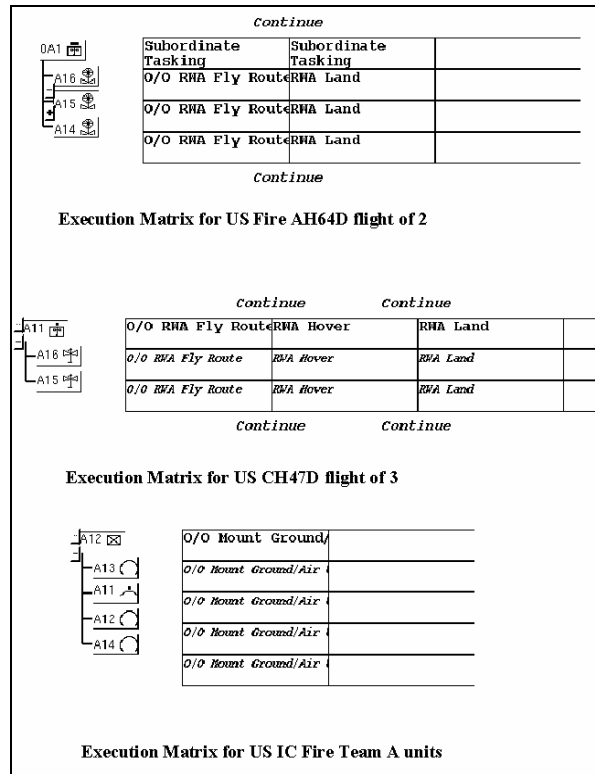 Continue
0A1
Subordinate Tasking Subordinate Tasking
A16 O/O RWA Fly Route RWA Land
A15 O/O RWA Fly Route RWA Land
A14 O/O RWA Fly Route RWA Land
Continue
Execution Matrix for US Fire AH64D flight of 2
Continue Continue
A11 O/O RWA Fly Route RWA Hover RWA Land
A16 O/O RWA Fly Route RWA Hover RWA Land
A15 O/O RWA Fly Route RWA Hover RWA Land
Continue Continue
Execution Matrix for US CH47D flight of 3
A12 O/O Mount Ground/
A13 O/O Mount Ground/Air
A11 O/O Mount Ground/Air
A12 O/O Mount Ground/Air
A14 O/O Mount Ground/Air
Execution Matrix for US IC Fire Team A units